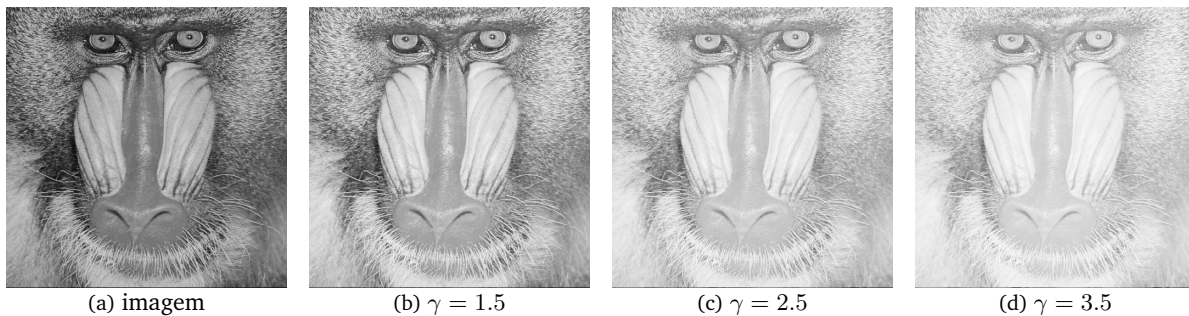 (a) imagem
(b) γ = 1.5
(c) γ = 2.5
(d) γ = 3.5